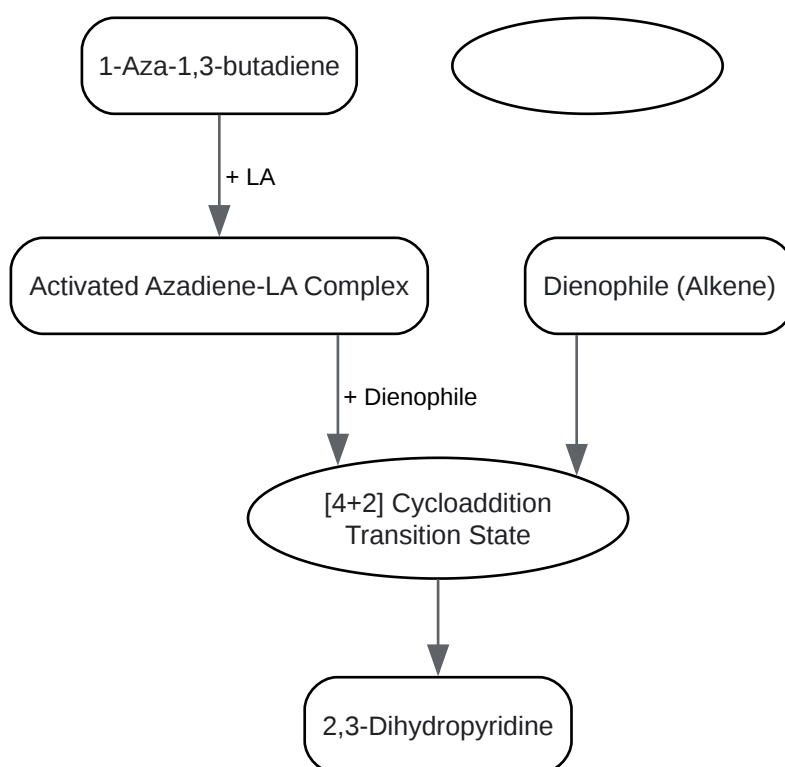 1-Aza-1,3-butadiene
+ LA
Activated Azadiene-LA Complex
Dienophile (Alkene)
+ Dienophile
[4+2] Cycloaddition
Transition State
2,3-Dihydropyridine